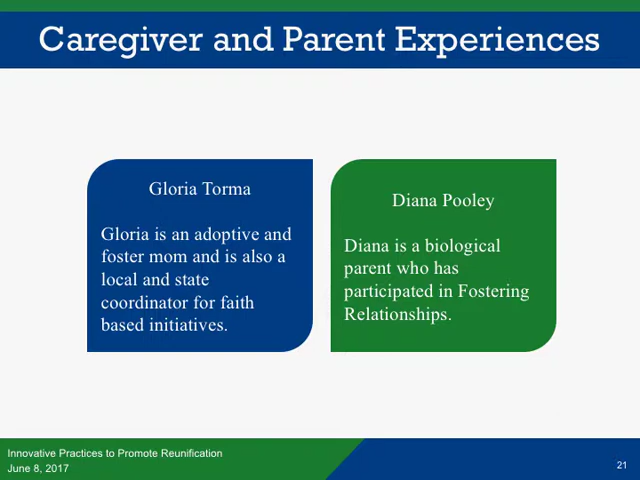 Caregiver and Parent Experiences
Gloria Torma
Gloria is an adoptive and
foster mom and is also a
local and state
coordinator for faith
based initiatives.
Diana Pooley
Diana is a biological
parent who has
participated in Fostering
Relationships.
Innovative Practices to Promote Reunification
June 8, 2017
21